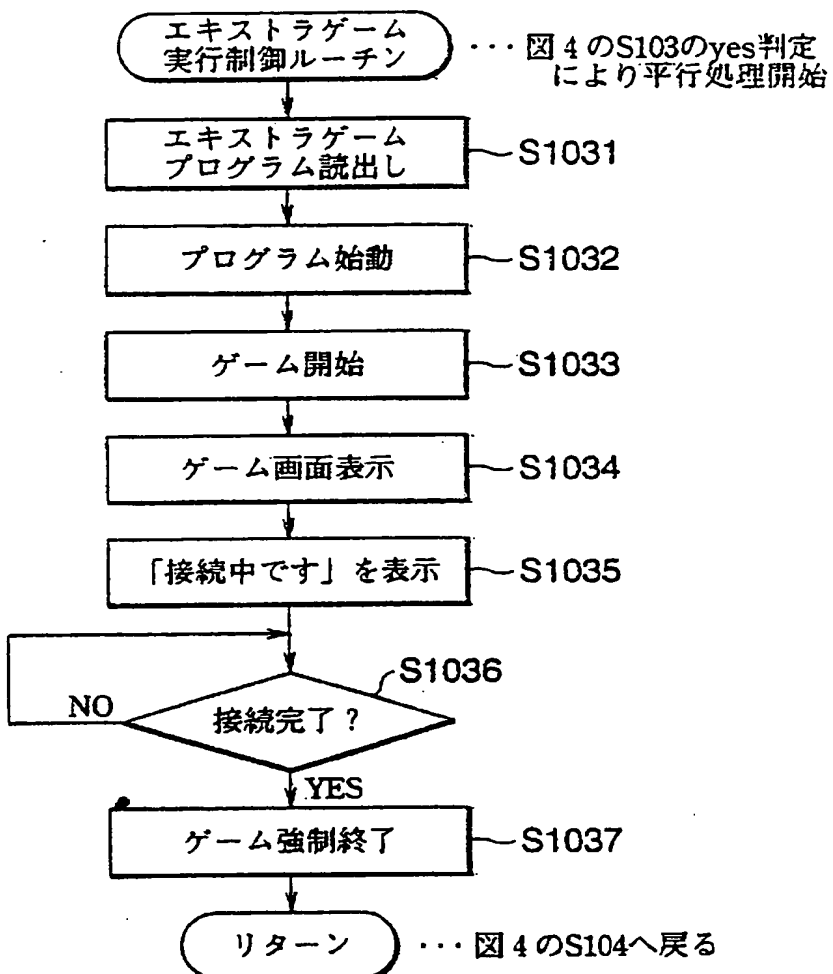 エキストラゲーム
実行制御ルーチン
・・・図4のS103のyes判定
により平行処理開始
エキストラゲーム
プログラム読出し
S1031
プログラム始動
S1032
ゲーム開始
S1033
ゲーム画面表示
S1034
「接続中です」を表示
S1035
S1036
NO
接続完了？
YES
ゲーム強制終了
S1037
リターン
・・・図4のS104へ戻る